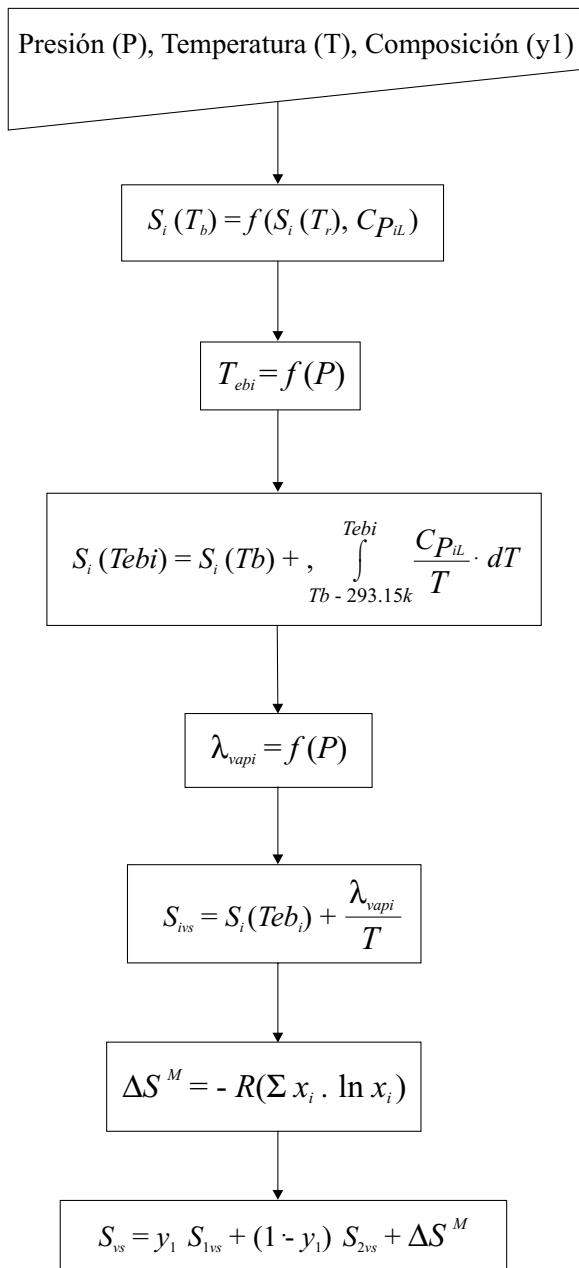 Presión (P), Temperatura (T), Composición (y1)
S_i (T_b) = f(S_i (T_r), C_{P_{iL}})
T_{ebi} = f(P)
S_i (Tebi) = S_i (Tb) + , ∫_{Tb - 293.15k}^{Tebi} \frac{C_{P_{iL}}}{T} · dT
λ_{vapi} = f(P)
S_{ivs} = S_i (Teb_i) + \frac{λ_{vapi}}{T}
ΔS^M = - R(Σ x_i . ln x_i)
S_{vs} = y_1 S_{1vs} + (1 - y_1) S_{2vs} + ΔS^M